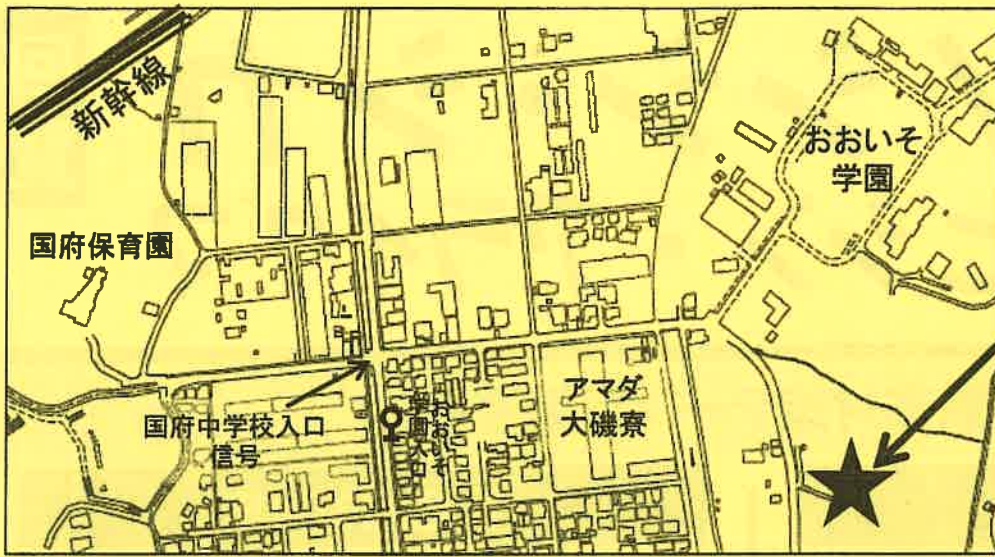 新幹線
おおいそ
学園
国府保育園
アマダ
大磯寮
国府中学校入口
信号
おおいそ
学園入口